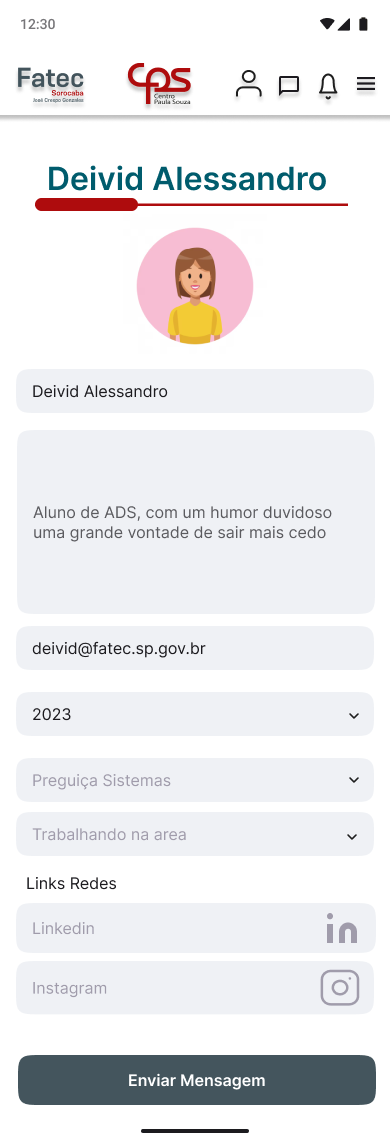 12:30
Fatec
Sorocaba
José Crespo Gonzales
CPS
Centro
Paula Souza
Deivid Alessandro
Deivid Alessandro
Aluno de ADS, com um humor duvidoso
uma grande vontade de sair mais cedo
deivid@fatec.sp.gov.br
2023
Preguiça Sistemas
Trabalhando na area
Links Redes
Linkedin
in
Instagram
Enviar Mensagem